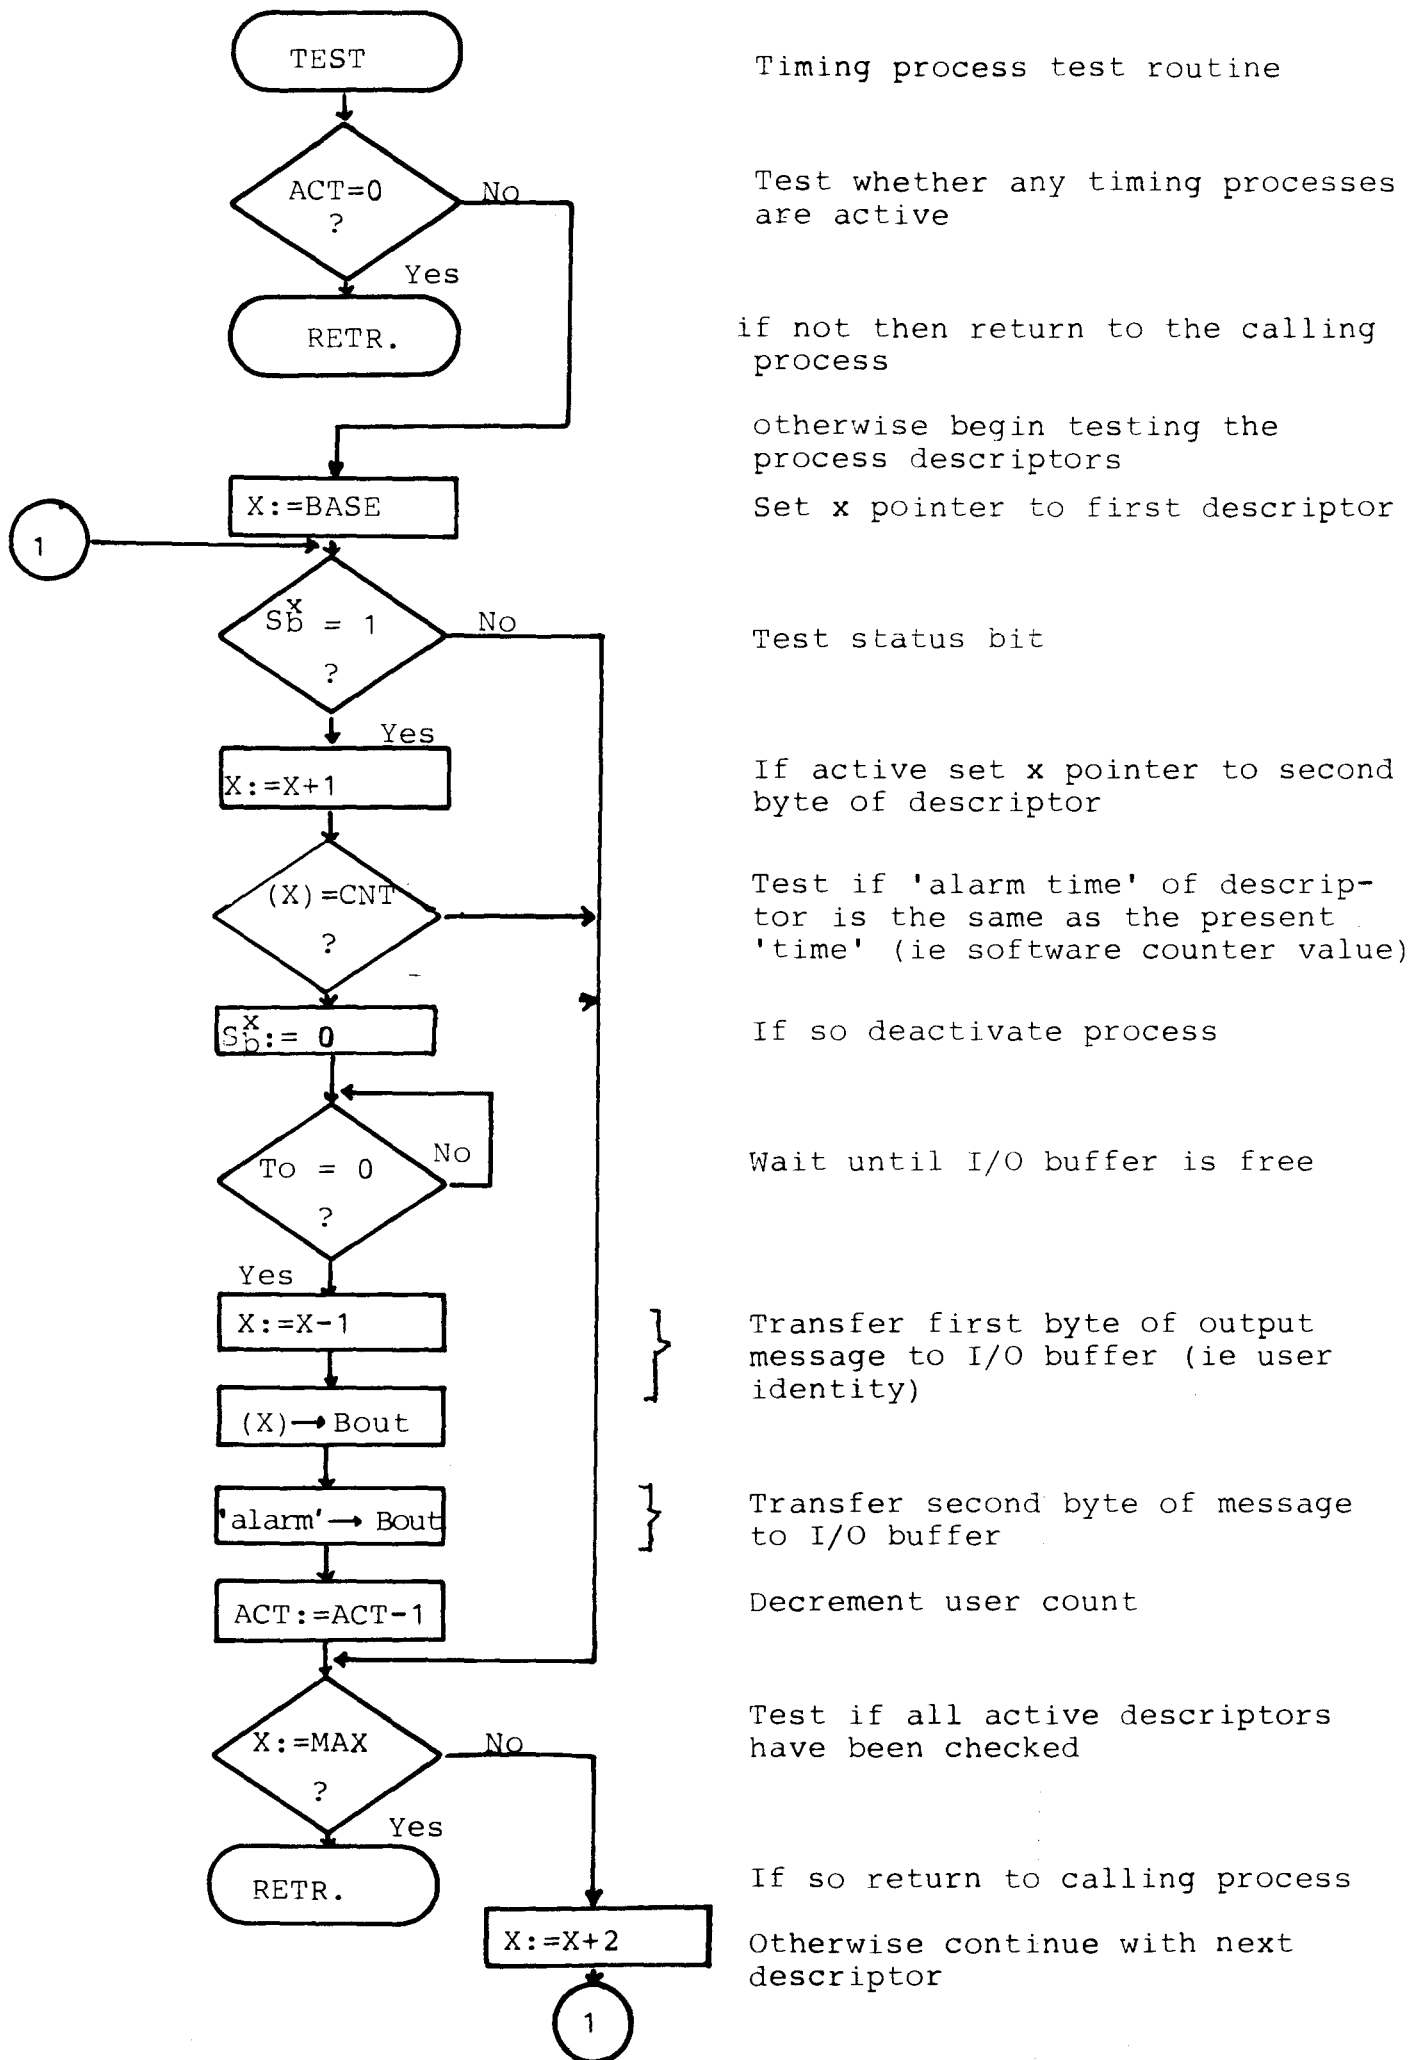 TEST
Timing process test routine
ACT=0
?
No
Yes
Test whether any timing processes
are active
RETR.
if not then return to the calling
process
otherwise begin testing the
process descriptors
X:=BASE
Set x pointer to first descriptor
1
S_b^x = 1
?
No
Yes
Test status bit
X:=X+1
If active set x pointer to second
byte of descriptor
(X)=CNT
?
Test if 'alarm time' of descrip-
tor is the same as the present
'time' (ie software counter value)
S_b^x := 0
If so deactivate process
To = 0
?
No
Yes
Wait until I/O buffer is free
X:=X-1
(X)→ Bout
Transfer first byte of output
message to I/O buffer (ie user
identity)
'alarm'→ Bout
Transfer second byte of message
to I/O buffer
ACT:=ACT-1
Decrement user count
X:=MAX
?
No
Yes
Test if all active descriptors
have been checked
RETR.
If so return to calling process
X:=X+2
Otherwise continue with next
descriptor
1